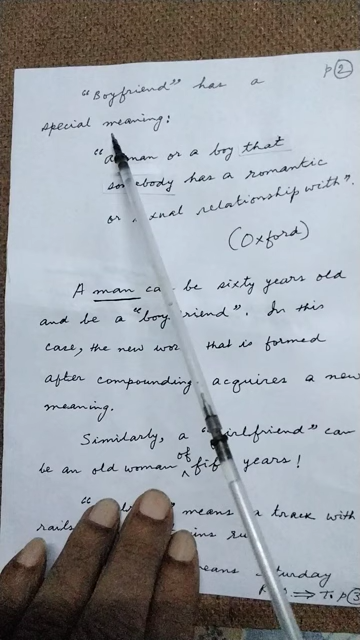 p(2)
"Boyfriend" has a
special meaning:
"A man or a boy that
somebody has a romantic
or sexual relationship with".
(Oxford)
A man can be sixty years old
and be a "boyfriend". In this
case, the new word that is formed
after compounding, acquires a new
meaning.
Similarly, a "girlfriend" can
be an old woman of fifty years!
means a track with
rails
means Saturday
⇒ To p(3)